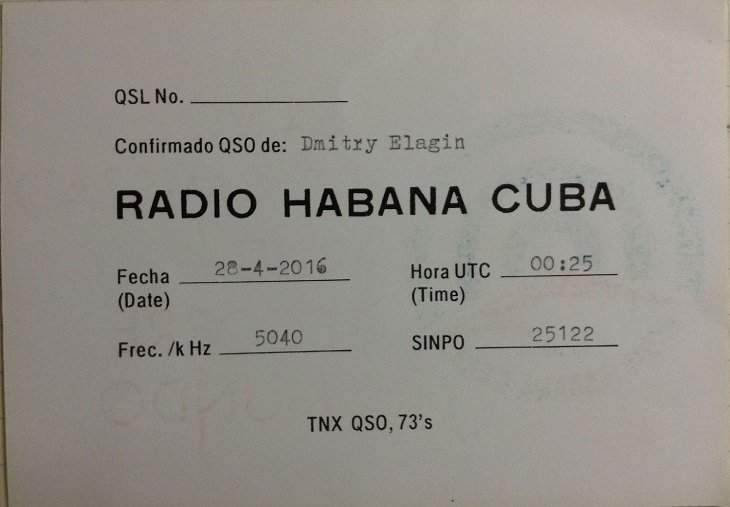 QSL No.
Confirmado QSO de: Dmitry Elagin
RADIO HABANA CUBA
Fecha 28-4-2016 Hora UTC 00:25
(Date) (Time)
Frec. /k Hz 5040 SINPO 25122
TNX QSO, 73's